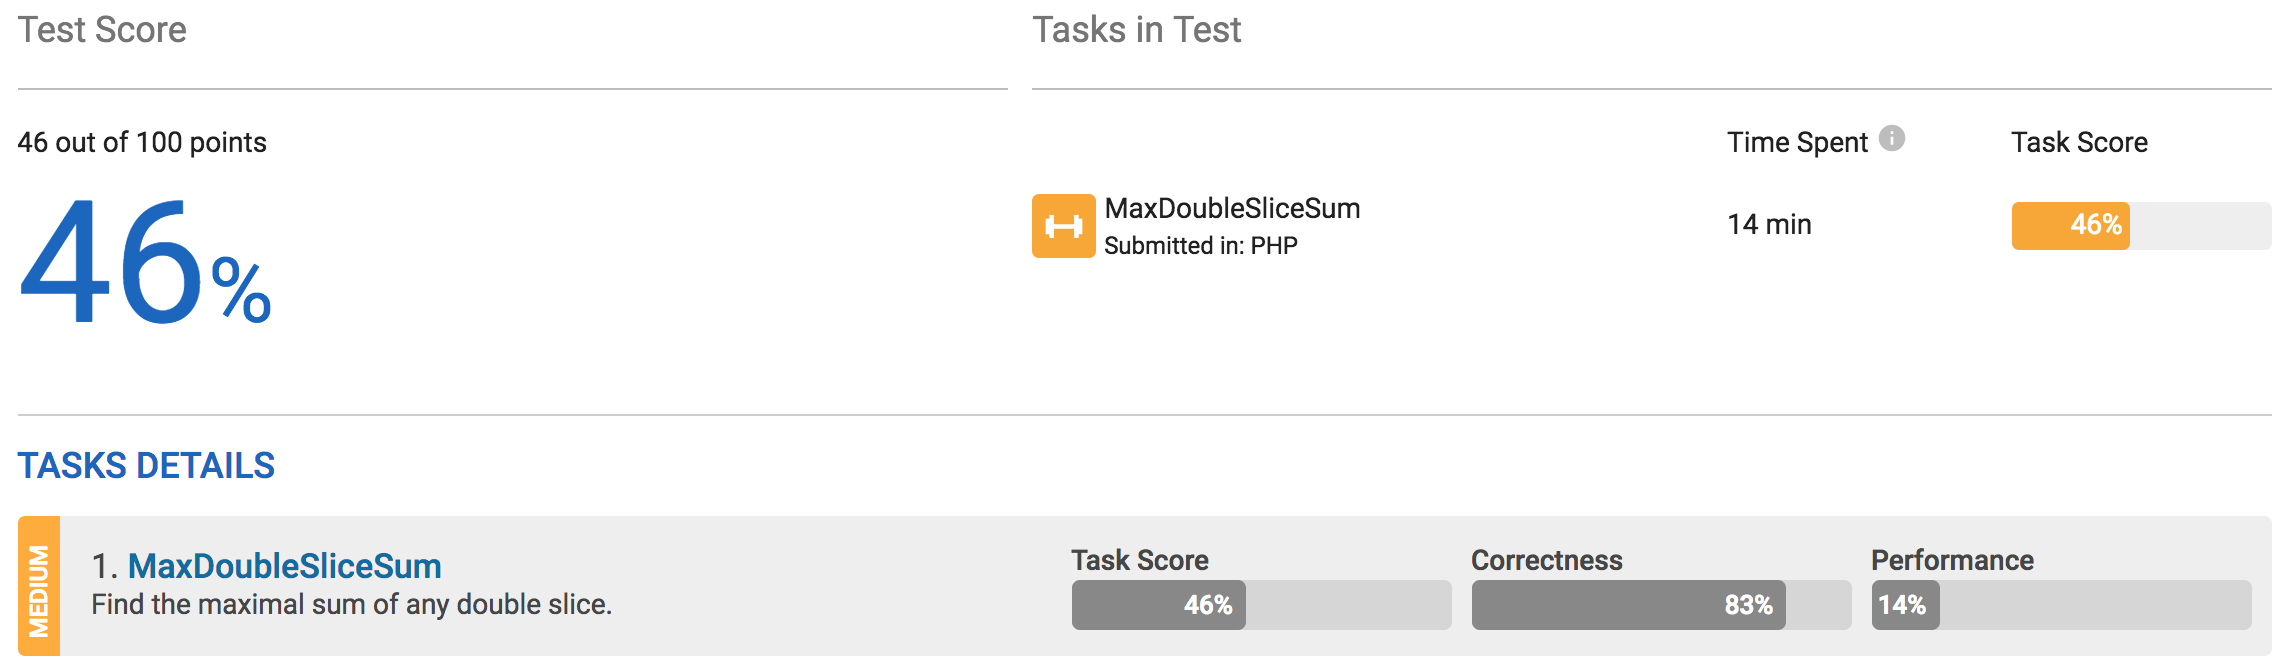 Test Score
Tasks in Test
46 out of 100 points
Time Spent
Task Score
46%
MaxDoubleSliceSum
Submitted in: PHP
14 min
46%
TASKS DETAILS
MEDIUM
1. MaxDoubleSliceSum
Find the maximal sum of any double slice.
Task Score
46%
Correctness
83%
Performance
14%